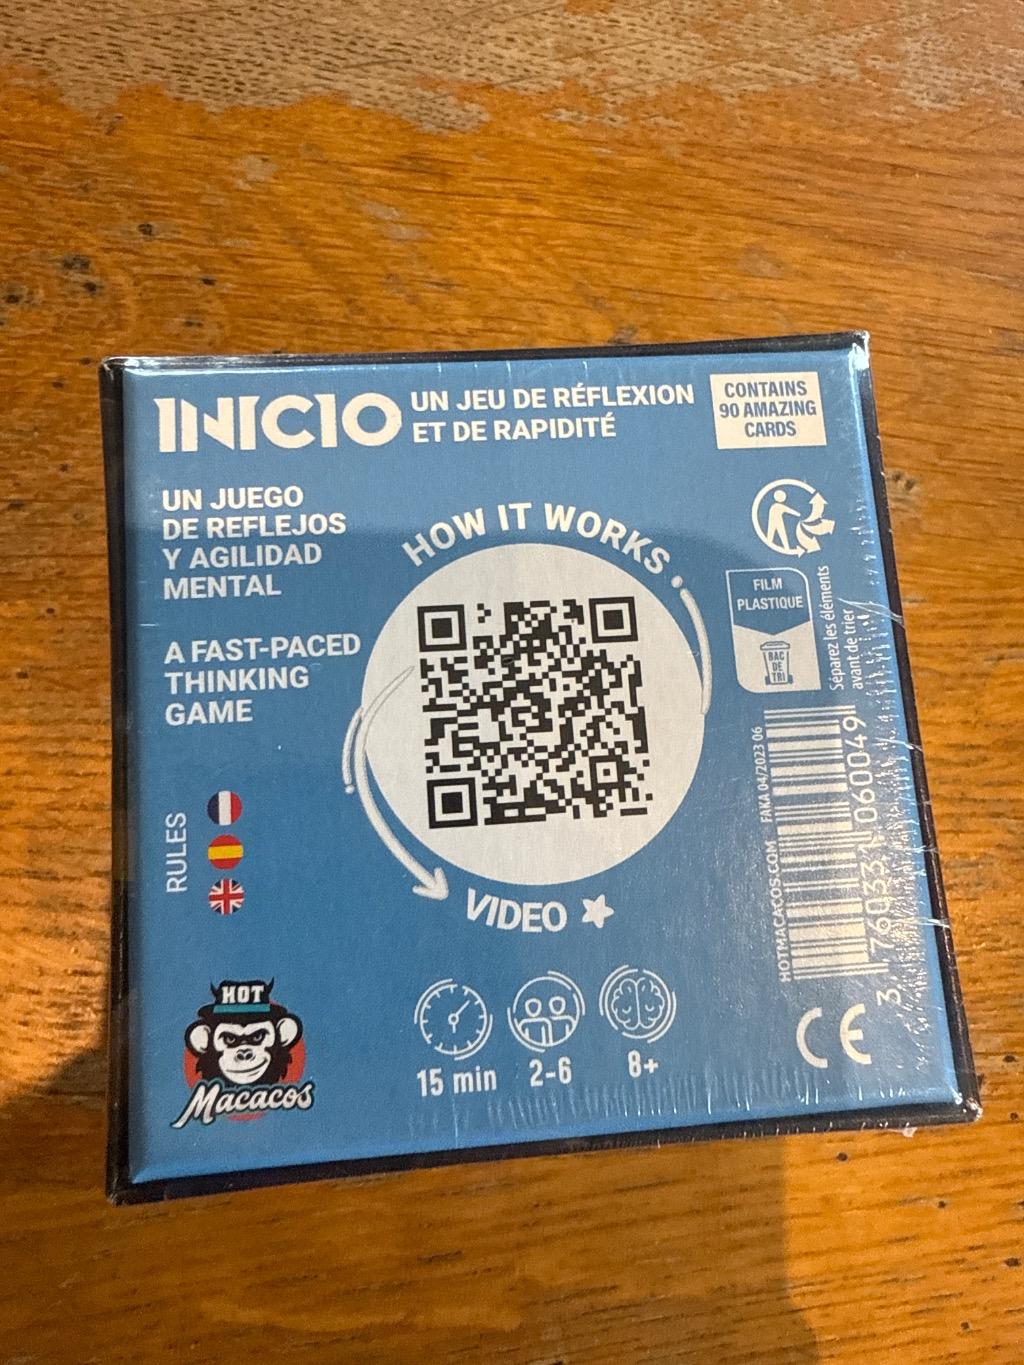 INICIO
UN JEU DE RÉFLEXION
ET DE RAPIDITÉ
CONTAINS
90 AMAZING
CARDS
UN JUEGO
DE REFLEJOS
Y AGILIDAD
MENTAL
A FAST-PACED
THINKING
GAME
HOW IT WORKS
VIDEO
FILM
PLASTIQUE
BAC
DE
TRI
Séparez les éléments
avant de trier
RULES
HOTMACACOS.COM FAKA 04/2023 06
3 760331 060049
HOT
Macacos
15 min
2-6
8+
CE